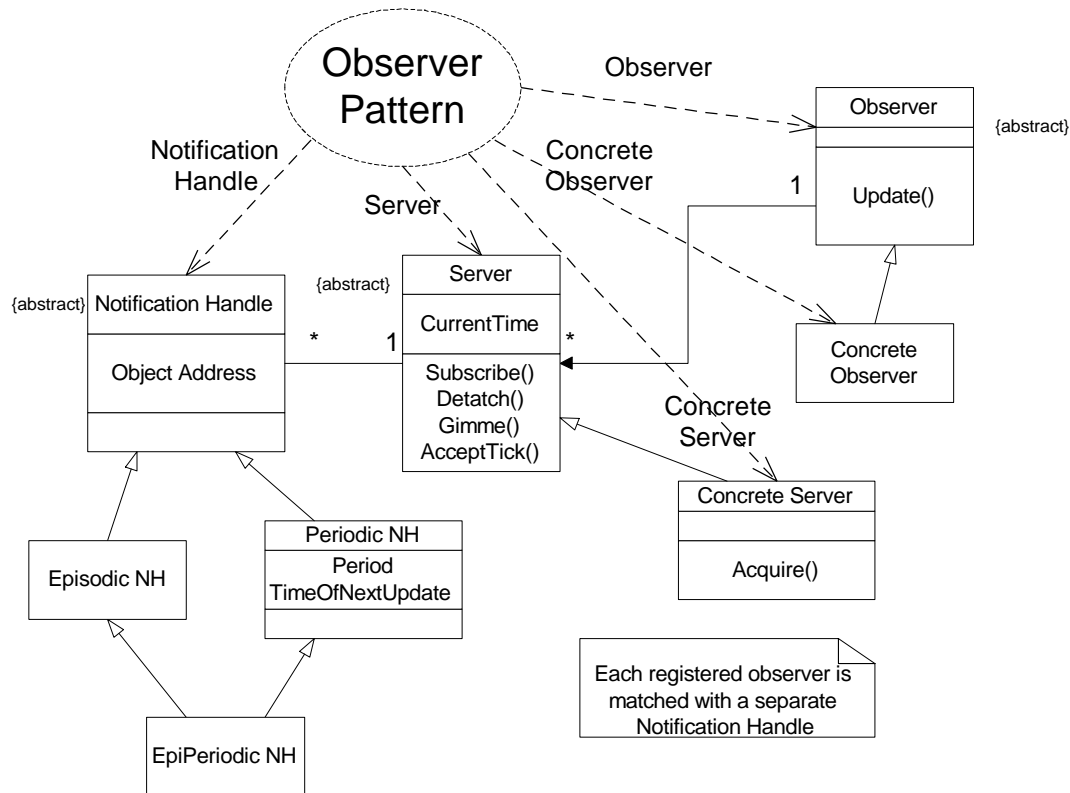 Observer
Pattern
Observer
Observer
{abstract}
Update()
1
Notification
Handle
Server
Concrete
Observer
{abstract}
Notification Handle
Object Address
*
1
{abstract}
Server
CurrentTime
Subscribe()
Detatch()
Gimme()
AcceptTick()
*
Concrete
Observer
Concrete
Server
Concrete Server
Acquire()
Episodic NH
Periodic NH
Period
TimeOfNextUpdate
EpiPeriodic NH
Each registered observer is
matched with a separate
Notification Handle